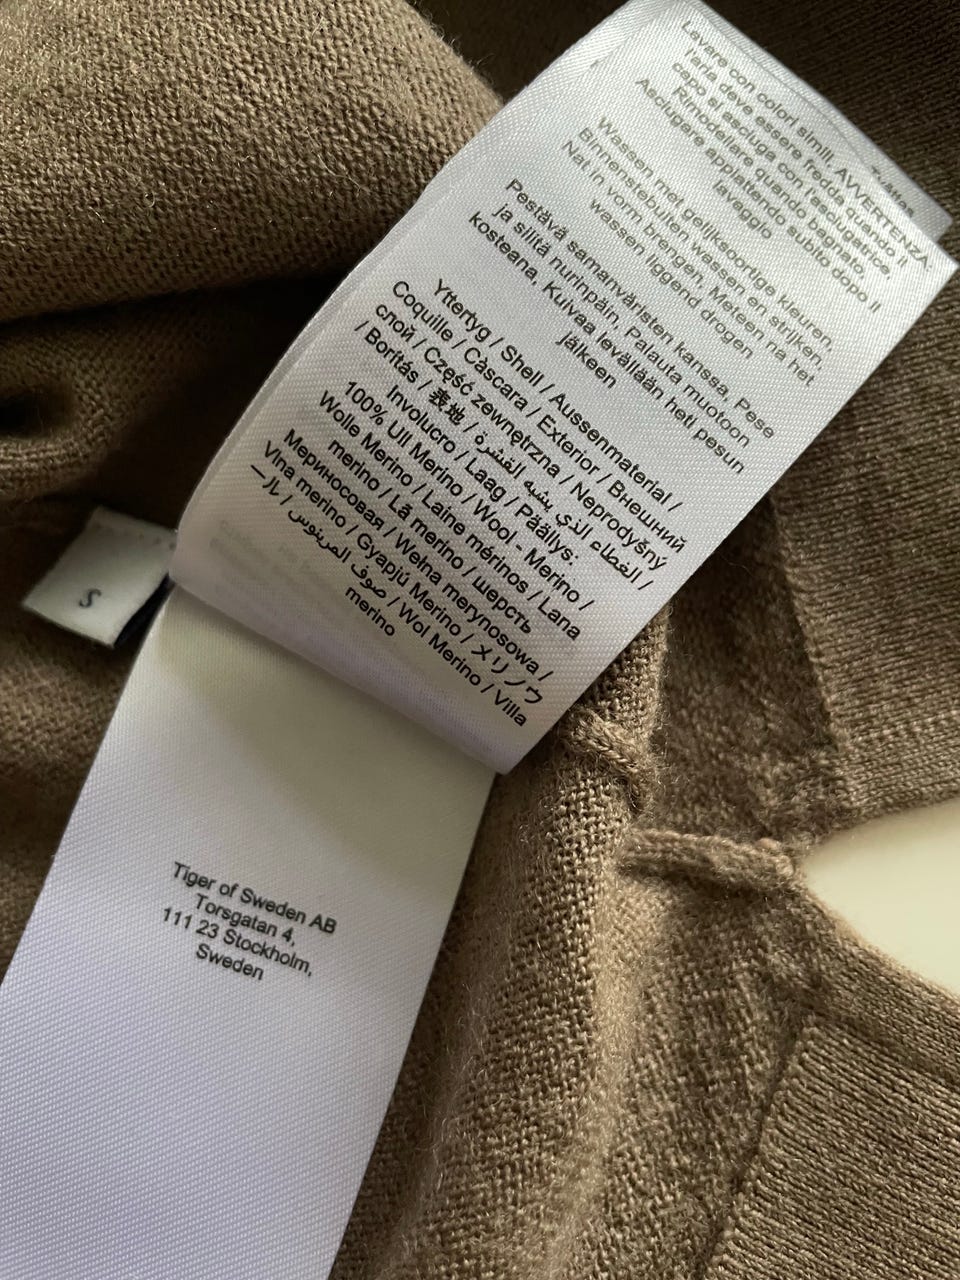 Lavare con colori simili, AVVERTENZA:
l'aria deve essere fredda quando il
capo si asciuga con l'asciugatrice
Rimodellare quando bagnato,
Asciugare appiattendo subito dopo il
lavaggio
Wassen met gelijksoortige kleuren,
Binnenstebuiten wassen en strijken,
Nat in vorm brengen, Meteen na het
wassen liggend drogen
Pestävä samanväristen kanssa, Pese
ja silitä nurinpäin, Palauta muotoon
kosteana, Kuivaa levällään heti pesun
jälkeen
Yttertyg / Shell / Aussenmaterial /
Coquille / Càscara / Exterior / Внешний
слой / Część zewnętrzna / Neprodyšný
/ Borítás / 表地 / الغطاء الذي يشبه القشرة /
Involucro / Laag / Päällys:
100% Ull Merino / Wool - Merino /
Wolle Merino / Laine mérinos / Lana
merino / Lã merino / шерсть
Мериносовая / Wełna merynosowa /
Vlna merino / Gyapjú Merino / メリノウ
ール / صوف المرينوس / Wol Merino / Villa
merino
S
Tiger of Sweden AB
Torsgatan 4,
111 23 Stockholm,
Sweden